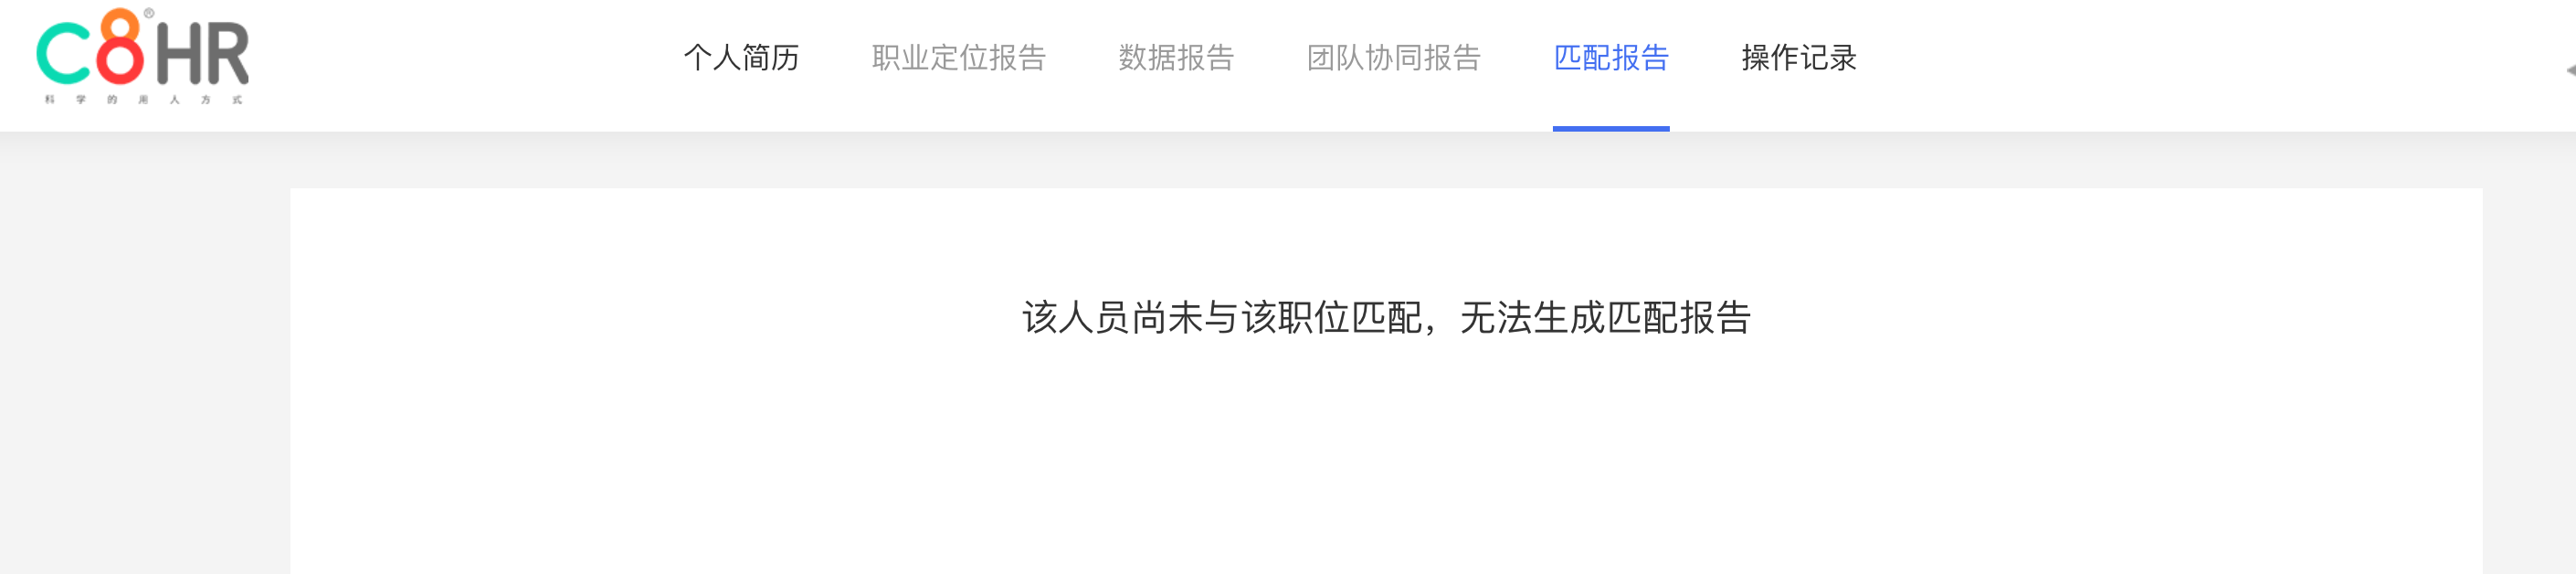 C8HR®
科学的用人方式
个人简历 职业定位报告 数据报告 团队协同报告 匹配报告 操作记录
该人员尚未与该职位匹配，无法生成匹配报告